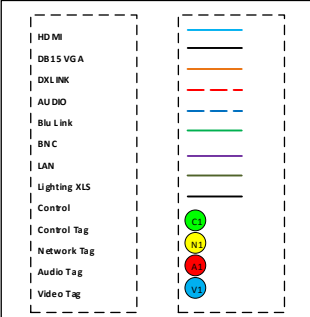 HDMI
DB15 VGA
DXLINK
AUDIO
Blu Link
BNC
LAN
Lighting XLS
Control
Control Tag
C1
Network Tag
N1
Audio Tag
A1
Video Tag
V1